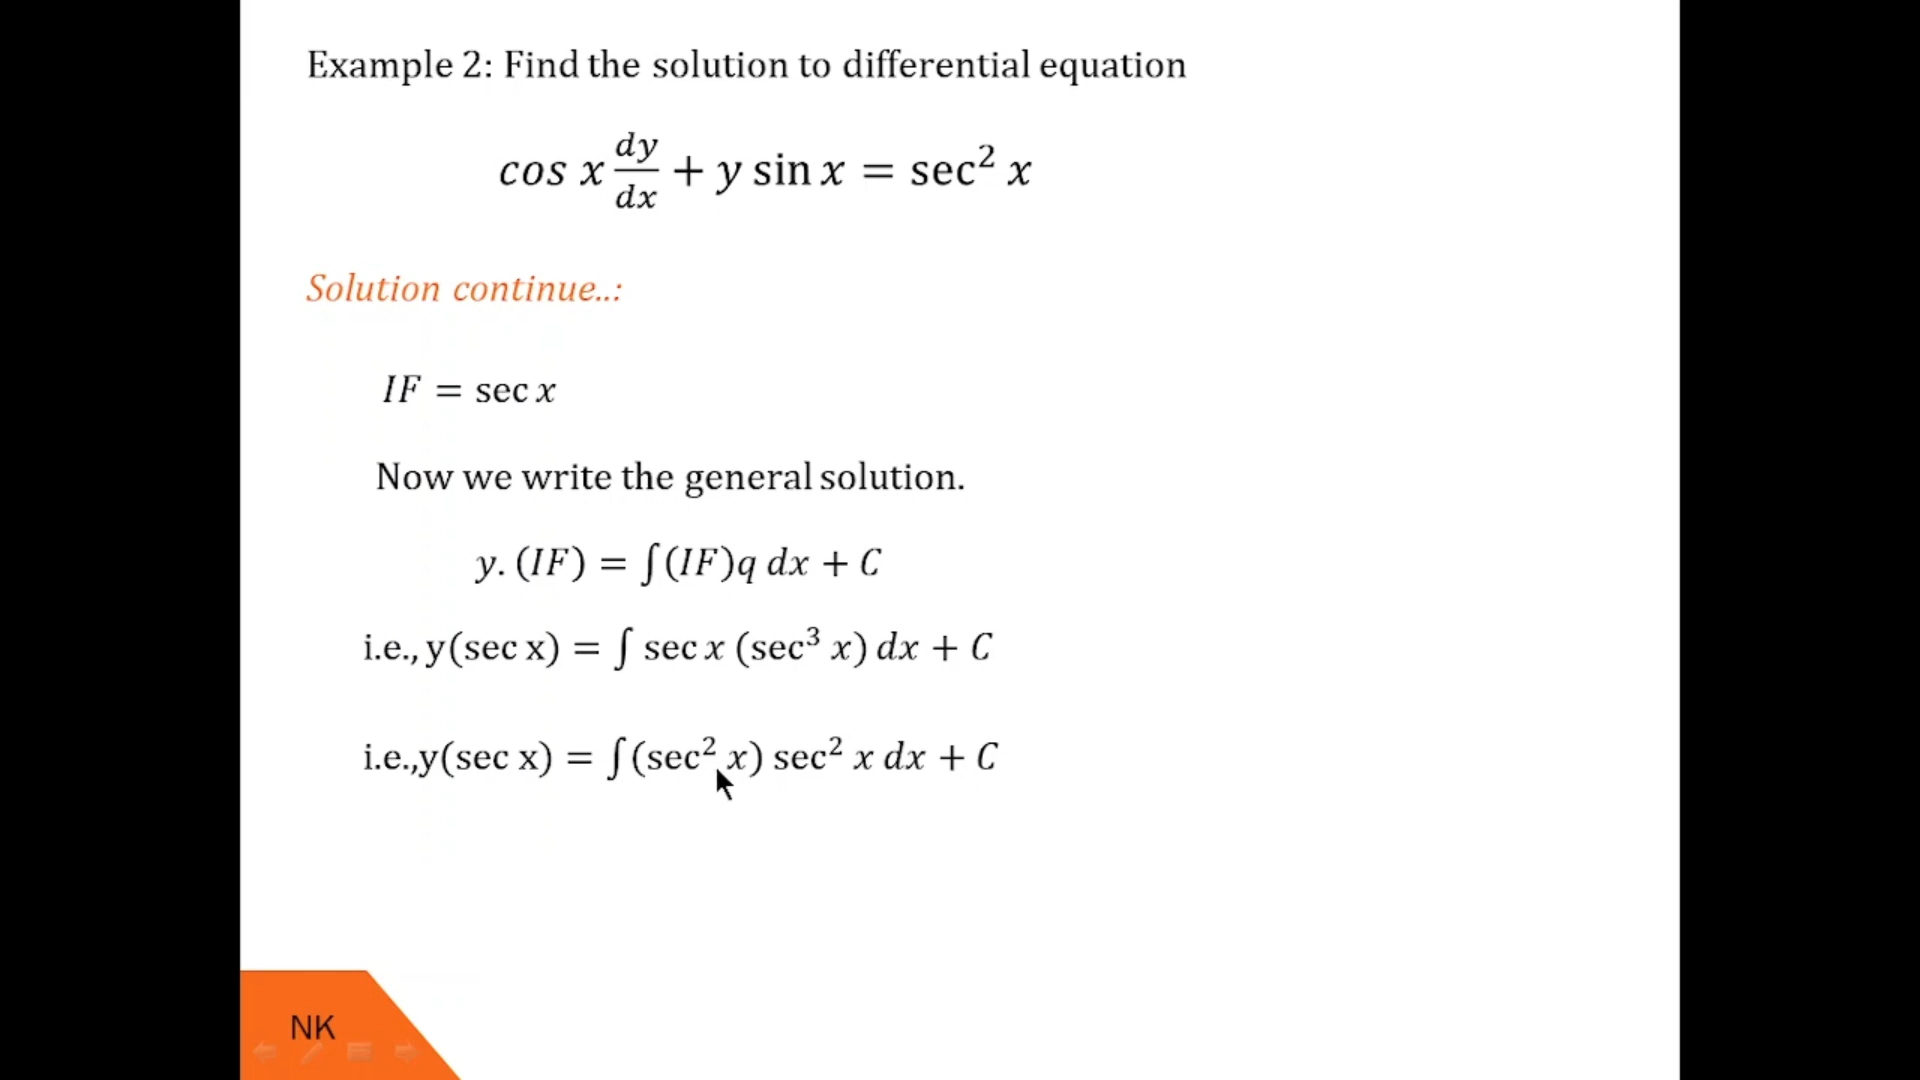 Example 2: Find the solution to differential equation
cos x dy/dx + y sin x = sec² x
Solution continue..:
IF = sec x
Now we write the general solution.
y. (IF) = ∫(IF)q dx + C
i.e., y(sec x) = ∫ sec x (sec³ x) dx + C
i.e.,y(sec x) = ∫(sec² x) sec² x dx + C
NK